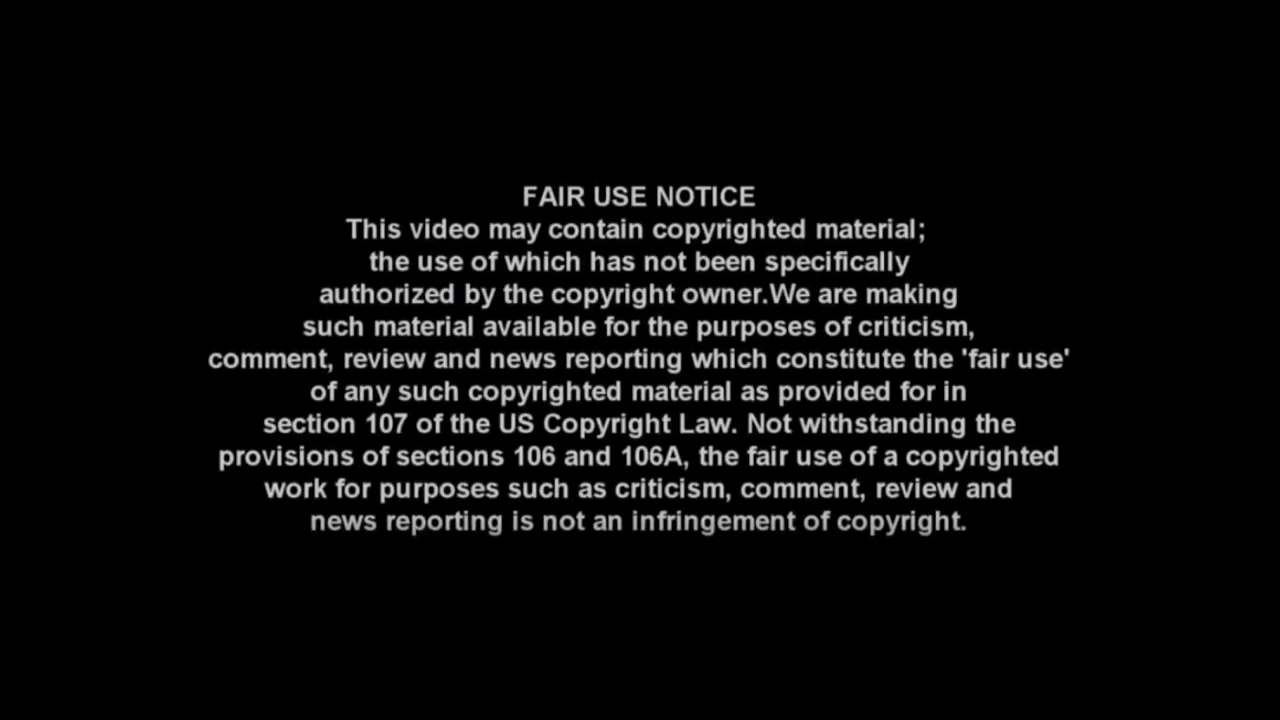 FAIR USE NOTICE
This video may contain copyrighted material;
the use of which has not been specifically
authorized by the copyright owner.We are making
such material available for the purposes of criticism,
comment, review and news reporting which constitute the 'fair use'
of any such copyrighted material as provided for in
section 107 of the US Copyright Law. Not withstanding the
provisions of sections 106 and 106A, the fair use of a copyrighted
work for purposes such as criticism, comment, review and
news reporting is not an infringement of copyright.